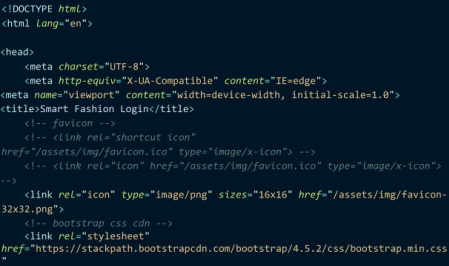 <!DOCTYPE html>
<html lang="en">
<head>
<meta charset="UTF-8">
<meta http-equiv="X-UA-Compatible" content="IE=edge">
<meta name="viewport" content="width=device-width, initial-scale=1.0">
<title>Smart Fashion Login</title>
<!-- favicon -->
<!-- <link rel="shortcut icon"
href="/assets/img/favicon.ico" type="image/x-icon"> -->
<!-- <link rel="icon" href="/assets/img/favicon.ico" type="image/x-icon">
-->
<link rel="icon" type="image/png" sizes="16x16" href="/assets/img/favicon-
32x32.png">
<!-- bootstrap css cdn -->
<link rel="stylesheet"
href="https://stackpath.bootstrapcdn.com/bootstrap/4.5.2/css/bootstrap.min.css
"